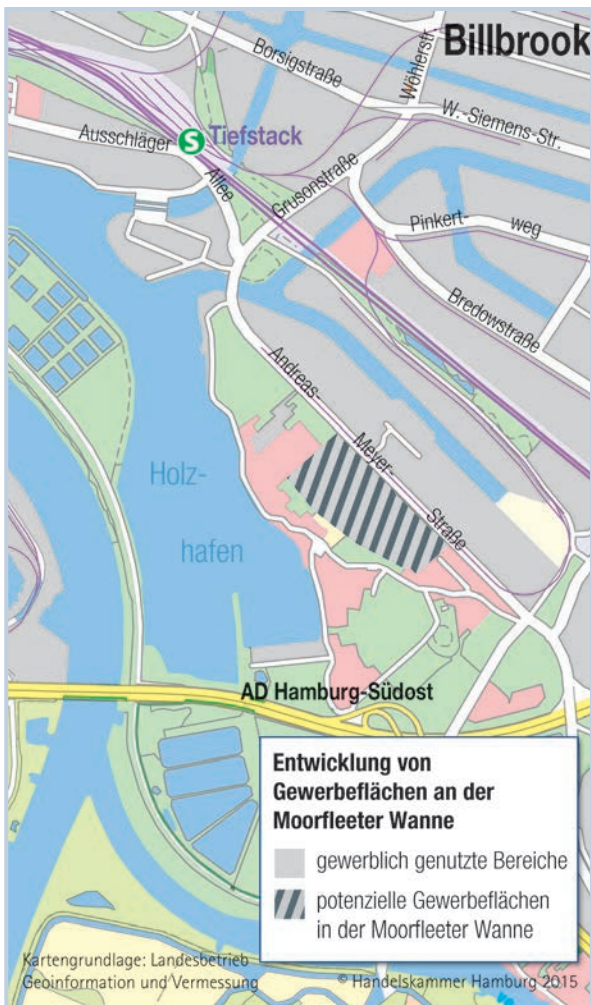 Billbrook
Borsigstraße
Wöhlerstr.
W.-Siemens-Str.
Ausschläger
S Tiefstack
Allee
Grusonstraße
Pinkert-
weg
Bredowstraße
Andreas-
Meyer-
Straße
Holz-
hafen
AD Hamburg-Südost
Entwicklung von
Gewerbeflächen an der
Moorfleeter Wanne
gewerblich genutzte Bereiche
potenzielle Gewerbeflächen
in der Moorfleeter Wanne
Kartengrundlage: Landesbetrieb
Geoinformation und Vermessung
© Handelskammer Hamburg 2015